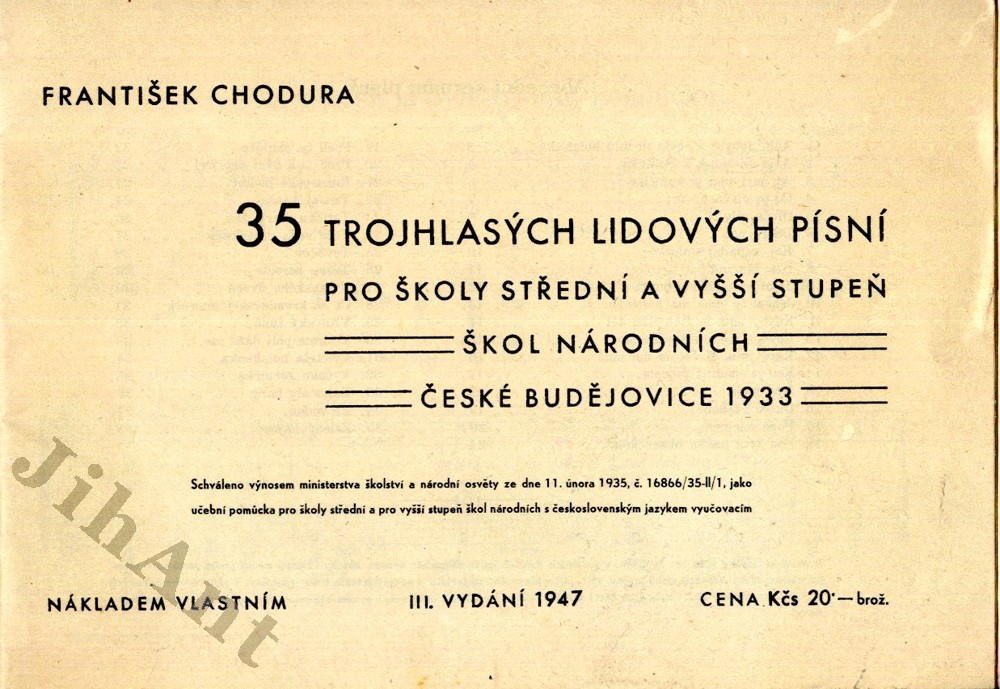 FRANTIŠEK CHODURA
35 TROJHLASÝCH LIDOVÝCH PÍSNÍ
PRO ŠKOLY STŘEDNÍ A VYŠŠÍ STUPEŇ
ŠKOL NÁRODNÍCH
ČESKÉ BUDĚJOVICE 1933
Schváleno výnosem ministerstva školství a národní osvěty ze dne 11. února 1935, č. 16866/35-II/1, jako
učební pomůcka pro školy střední a pro vyšší stupeň škol národních s československým jazykem vyučovacím
JihAnt
NÁKLADEM VLASTNÍM III. VYDÁNÍ 1947 CENA Kčs 20·— brož.